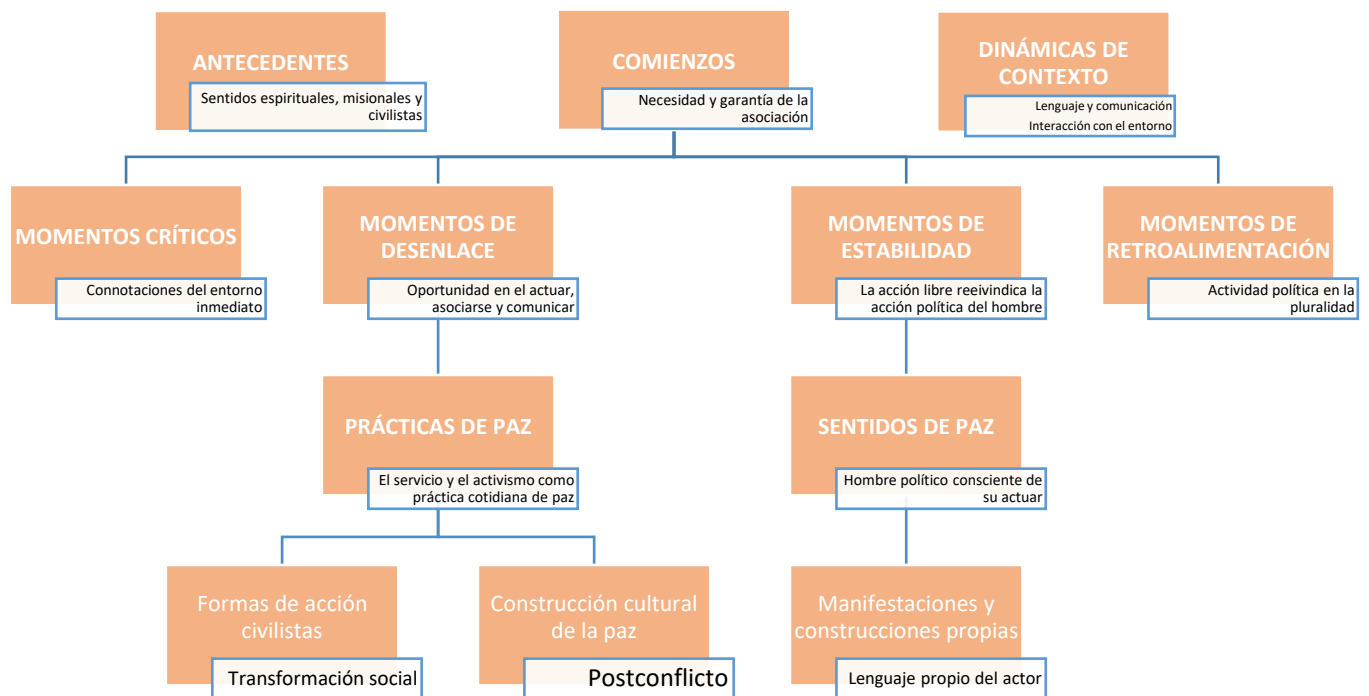 ANTECEDENTES
Sentidos espirituales, misionales y
civilistas
COMIENZOS
Necesidad y garantía de la
asociación
DINÁMICAS DE
CONTEXTO
Lenguaje y comunicación
Interacción con el entorno
MOMENTOS CRÍTICOS
Connotaciones del entorno
inmediato
MOMENTOS DE
DESENLACE
Oportunidad en el actuar,
asociarse y comunicar
MOMENTOS DE
ESTABILIDAD
La acción libre reeivindica la
acción política del hombre
MOMENTOS DE
RETROALIMENTACIÓN
Actividad política en la
pluralidad
PRÁCTICAS DE PAZ
El servicio y el activismo como
práctica cotidiana de paz
SENTIDOS DE PAZ
Hombre político consciente de
su actuar
Formas de acción
civilistas
Transformación social
Construcción cultural
de la paz
Postconflicto
Manifestaciones y
construcciones propias
Lenguaje propio del actor